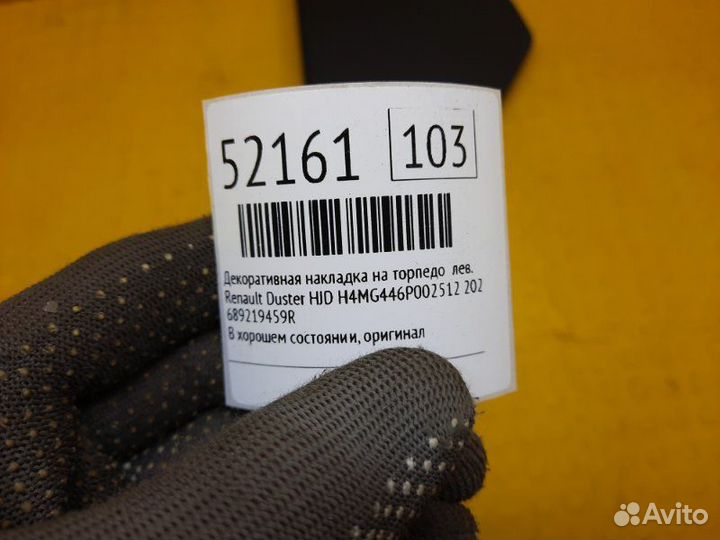 52161 103
Декоративная накладка на торпедо лев.
Renault Duster HJD H4MG446P002512 202
689219459R
В хорошем состоянии, оригинал
Avito